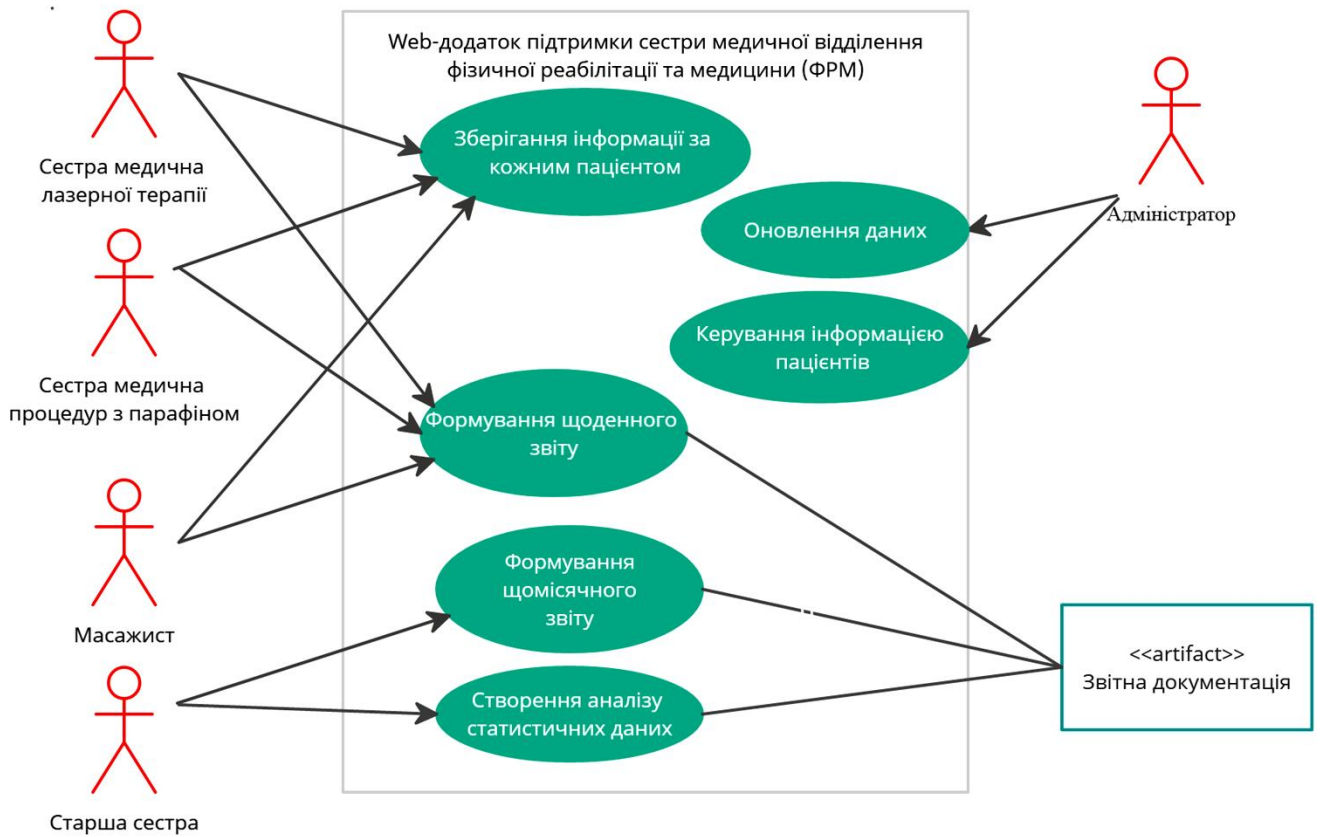 Web-додаток підтримки сестри медичної відділення
фізичної реабілітації та медицини (ФРМ)
Сестра медична
лазерної терапії
Зберігання інформації за
кожним пацієнтом
Адміністратор
Оновлення даних
Керування інформацією
пацієнтів
Сестра медична
процедур з парафіном
Формування щоденного
звіту
Масажист
Формування
щомісячного
звіту
<<artifact>>
Звітна документація
Створення аналізу
статистичних даних
Старша сестра